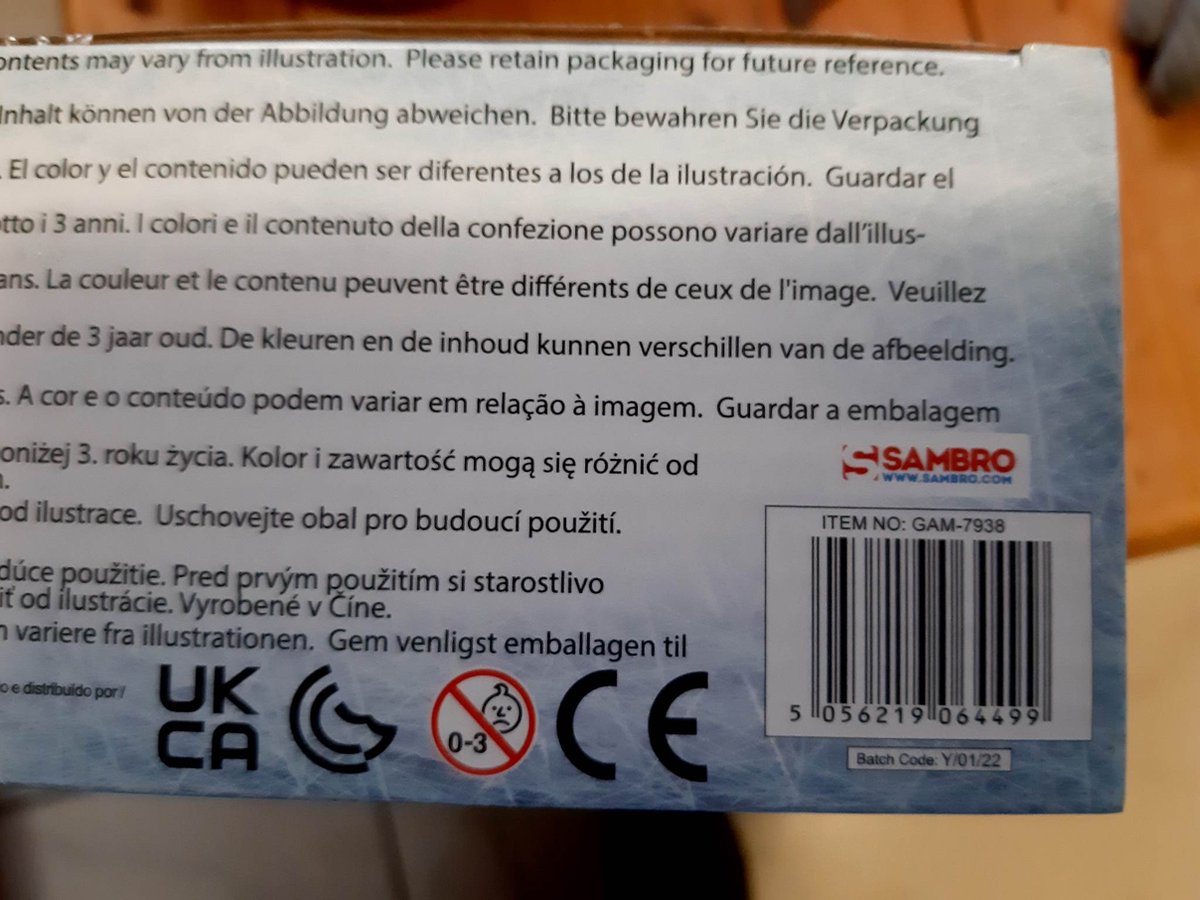 ontents may vary from illustration. Please retain packaging for future reference.
Inhalt können von der Abbildung abweichen. Bitte bewahren Sie die Verpackung
. El color y el contenido pueden ser diferentes a los de la ilustración. Guardar el
otto i 3 anni. I colori e il contenuto della confezione possono variare dall'illus-
ans. La couleur et le contenu peuvent être différents de ceux de l'image. Veuillez
nder de 3 jaar oud. De kleuren en de inhoud kunnen verschillen van de afbeelding.
s. A cor e o conteúdo podem variar em relação à imagem. Guardar a embalagem
oniżej 3. roku życia. Kolor i zawartość mogą się różnić od
od ilustrace. Uschovejte obal pro budoucí použití.
dúce použitie. Pred prvým použitím si starostlivo
iť od ilustrácie. Vyrobené v Číne.
n variere fra illustrationen. Gem venligst emballagen til
SAMBRO
WWW.SAMBRO.COM
ITEM NO: GAM-7938
5 056219 064499
Batch Code: Y/01/22
o e distribuido por /
UK
CA
0-3
CE